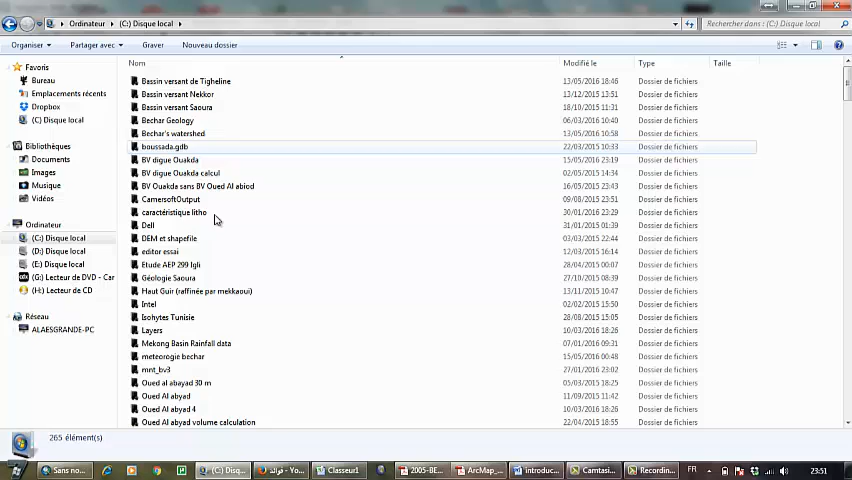 Ordinateur ▸ (C:) Disque local ▸
Rechercher dans : (C:) Disque local
Organiser ▾ Partager avec ▾ Graver Nouveau dossier
Nom Modifié le Type Taille
Favoris
Bureau
Emplacements récents
Dropbox
(C:) Disque local
Bibliothèques
Documents
Images
Musique
Vidéos
Ordinateur
(C:) Disque local
(D:) Disque local
(E:) Disque local
(G:) Lecteur de DVD - Car
(H:) Lecteur de CD
Réseau
ALAESGRANDE-PC
Bassin versant de Tigheline 13/05/2016 18:46 Dossier de fichiers
Bassin versant Nekkor 13/12/2015 13:51 Dossier de fichiers
Bassin versant Saoura 18/10/2015 11:31 Dossier de fichiers
Bechar Geology 06/03/2016 10:40 Dossier de fichiers
Bechar's watershed 13/05/2016 10:58 Dossier de fichiers
boussada.gdb 22/03/2016 10:33 Dossier de fichiers
BV digue Ouakda 15/05/2016 23:19 Dossier de fichiers
BV digue Ouakda calcul 02/05/2015 14:34 Dossier de fichiers
BV Ouakda sans BV Oued Al abiod 16/05/2015 23:43 Dossier de fichiers
CamersoftOutput 09/08/2015 23:51 Dossier de fichiers
caractéristique litho 30/01/2016 23:29 Dossier de fichiers
Dell 31/01/2015 00:09 Dossier de fichiers
DEM et shapefile 03/03/2015 22:44 Dossier de fichiers
editor essai 12/03/2015 16:14 Dossier de fichiers
Etude AEP 299 Igli 28/04/2015 00:07 Dossier de fichiers
Géologie Saoura 27/10/2015 08:39 Dossier de fichiers
Haut Guir (raffinée par mekkaoui) 13/11/2015 10:47 Dossier de fichiers
Intel 02/02/2015 15:50 Dossier de fichiers
Isohytes Tunisie 28/08/2015 15:05 Dossier de fichiers
Layers 10/03/2016 18:26 Dossier de fichiers
Mekong Basin Rainfall data 07/01/2016 09:31 Dossier de fichiers
meteorogie bechar 15/05/2016 00:48 Dossier de fichiers
mnt_bv3 27/01/2016 23:02 Dossier de fichiers
Oued al abayad 30 m 05/03/2015 18:25 Dossier de fichiers
Oued Al abyad 11/09/2015 11:42 Dossier de fichiers
Oued Al abyad 4 10/03/2016 18:26 Dossier de fichiers
Oued Al abyad volume calculation 22/04/2015 18:55 Dossier de fichiers
265 élément(s)
Sans no... (C:) Disq... فوائد - Yo... Classeur1 2005-BE... ArcMap_... introduc... Camtasi... Recordin... FR 23:51